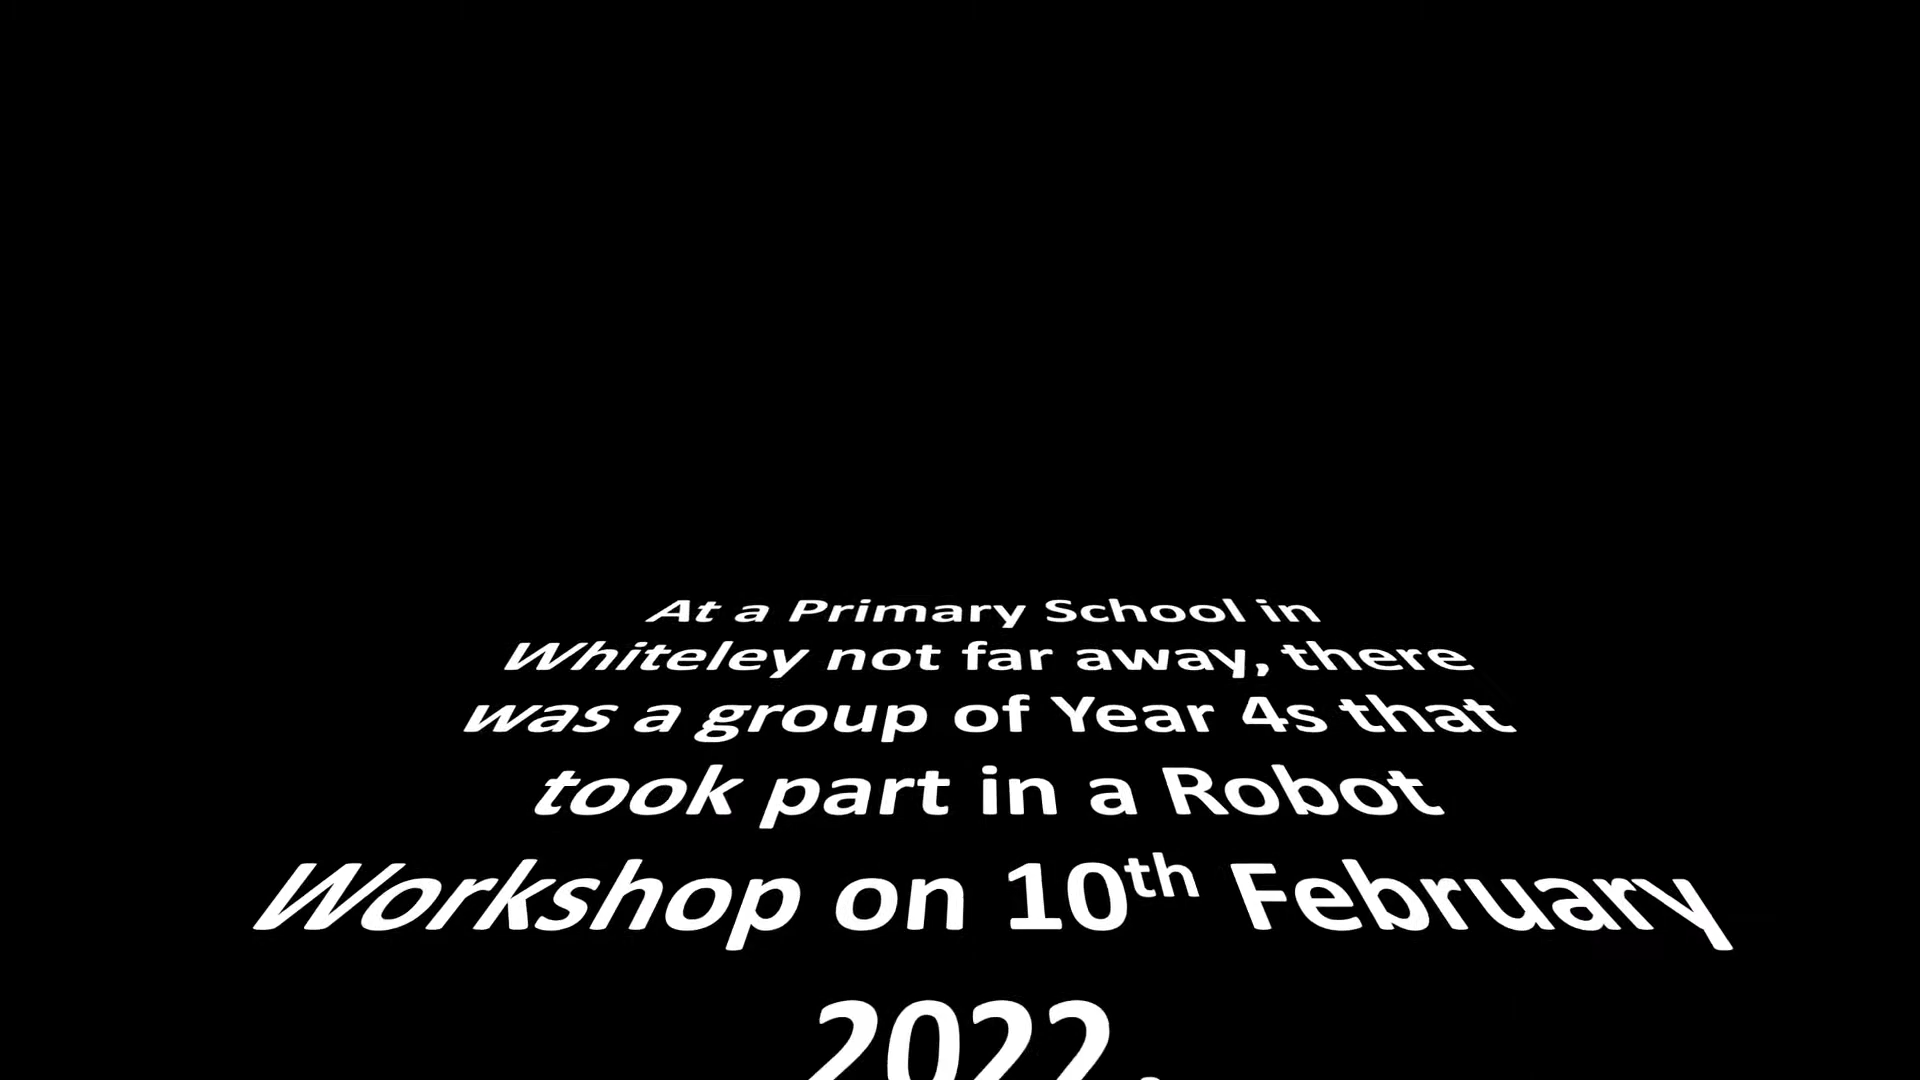 At a Primary School in
Whiteley not far away, there
was a group of Year 4s that
took part in a Robot
Workshop on 10th February
2022.